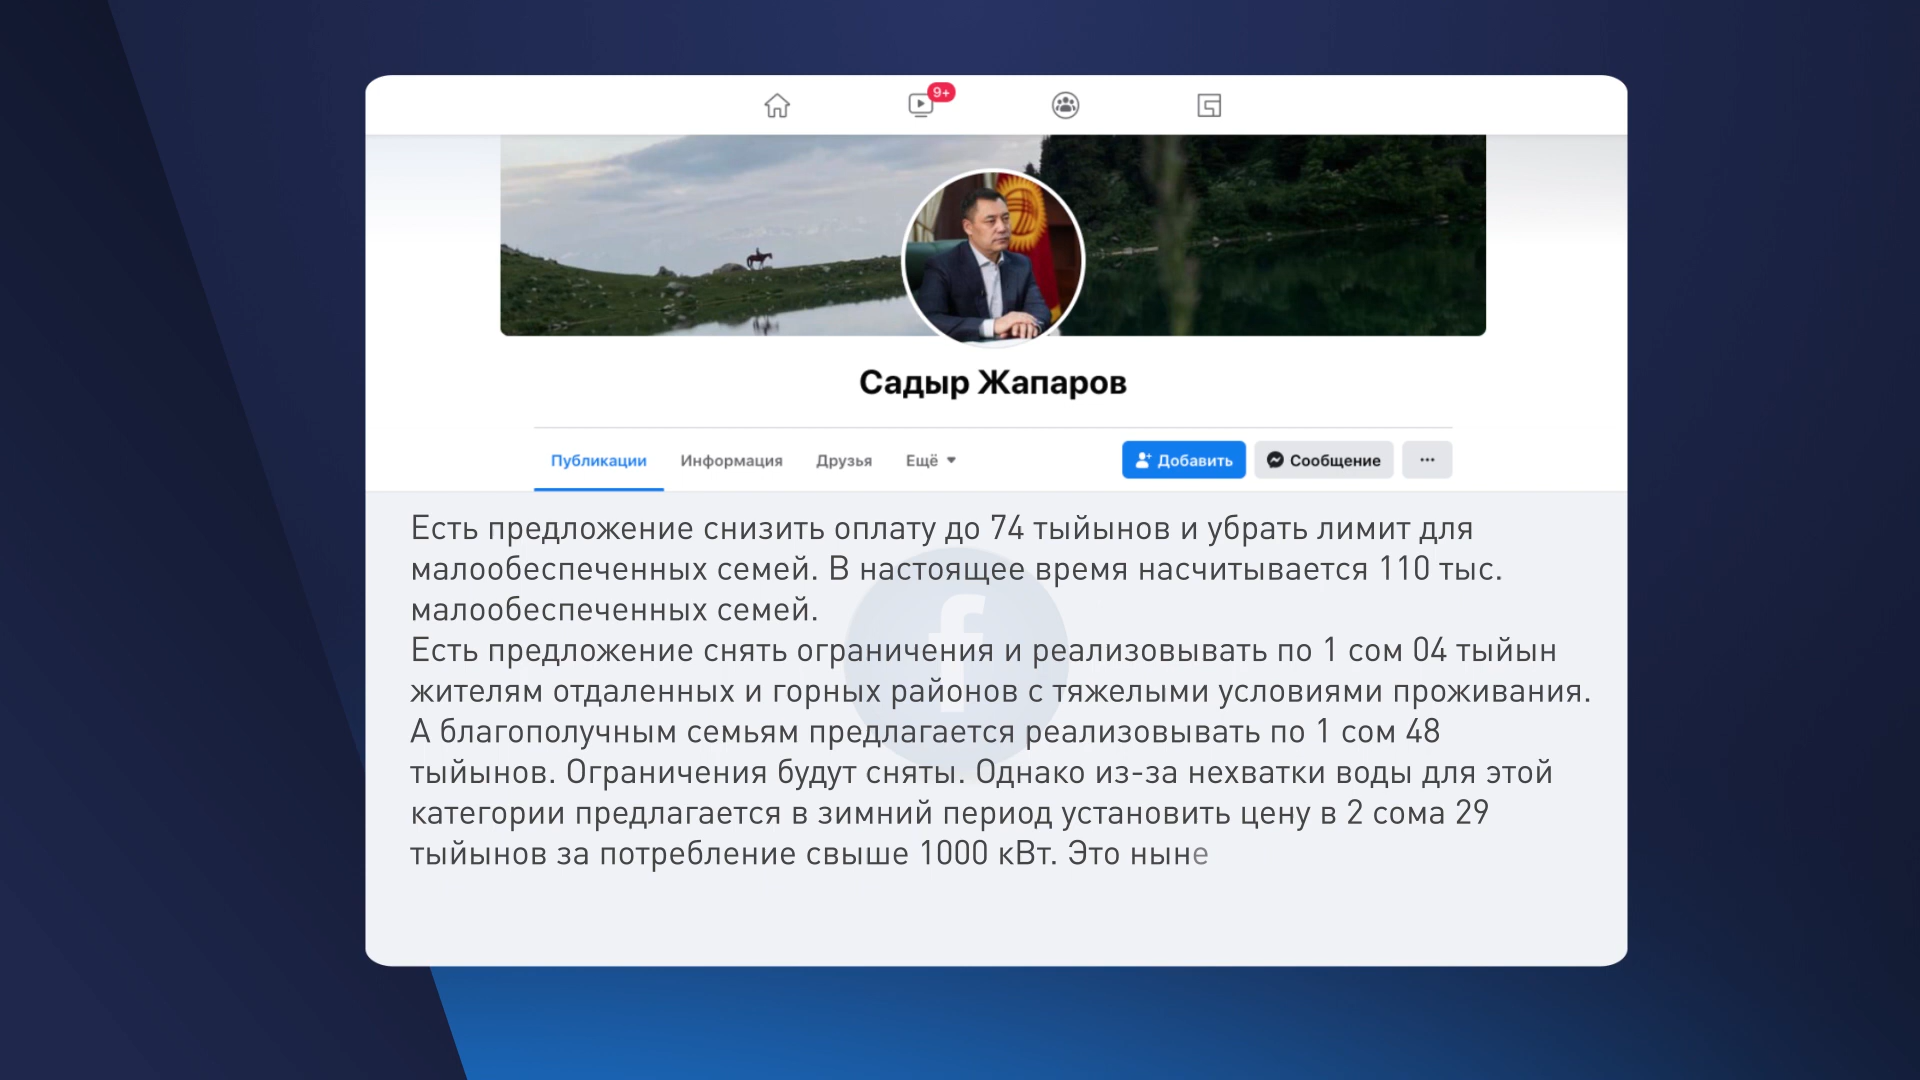 9+
Садыр Жапаров
Публикации Информация Друзья Ещё Добавить Сообщение
Есть предложение снизить оплату до 74 тыйынов и убрать лимит для
малообеспеченных семей. В настоящее время насчитывается 110 тыс.
малообеспеченных семей.
Есть предложение снять ограничения и реализовывать по 1 сом 04 тыйын
жителям отдаленных и горных районов с тяжелыми условиями проживания.
А благополучным семьям предлагается реализовывать по 1 сом 48
тыйынов. Ограничения будут сняты. Однако из-за нехватки воды для этой
категории предлагается в зимний период установить цену в 2 сома 29
тыйынов за потребление свыше 1000 кВт. Это ныне